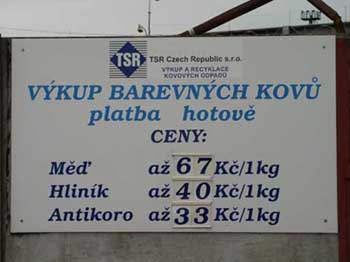 TSR
TSR Czech Republic s.r.o.
VÝKUP A RECYKLACE
KOVOVÝCH ODPADŮ
VÝKUP BAREVNÝCH KOVŮ
platba hotově
CENY:
Měď až 67 Kč/1kg
Hliník až 40 Kč/1kg
Antikoro až 33 Kč/1kg